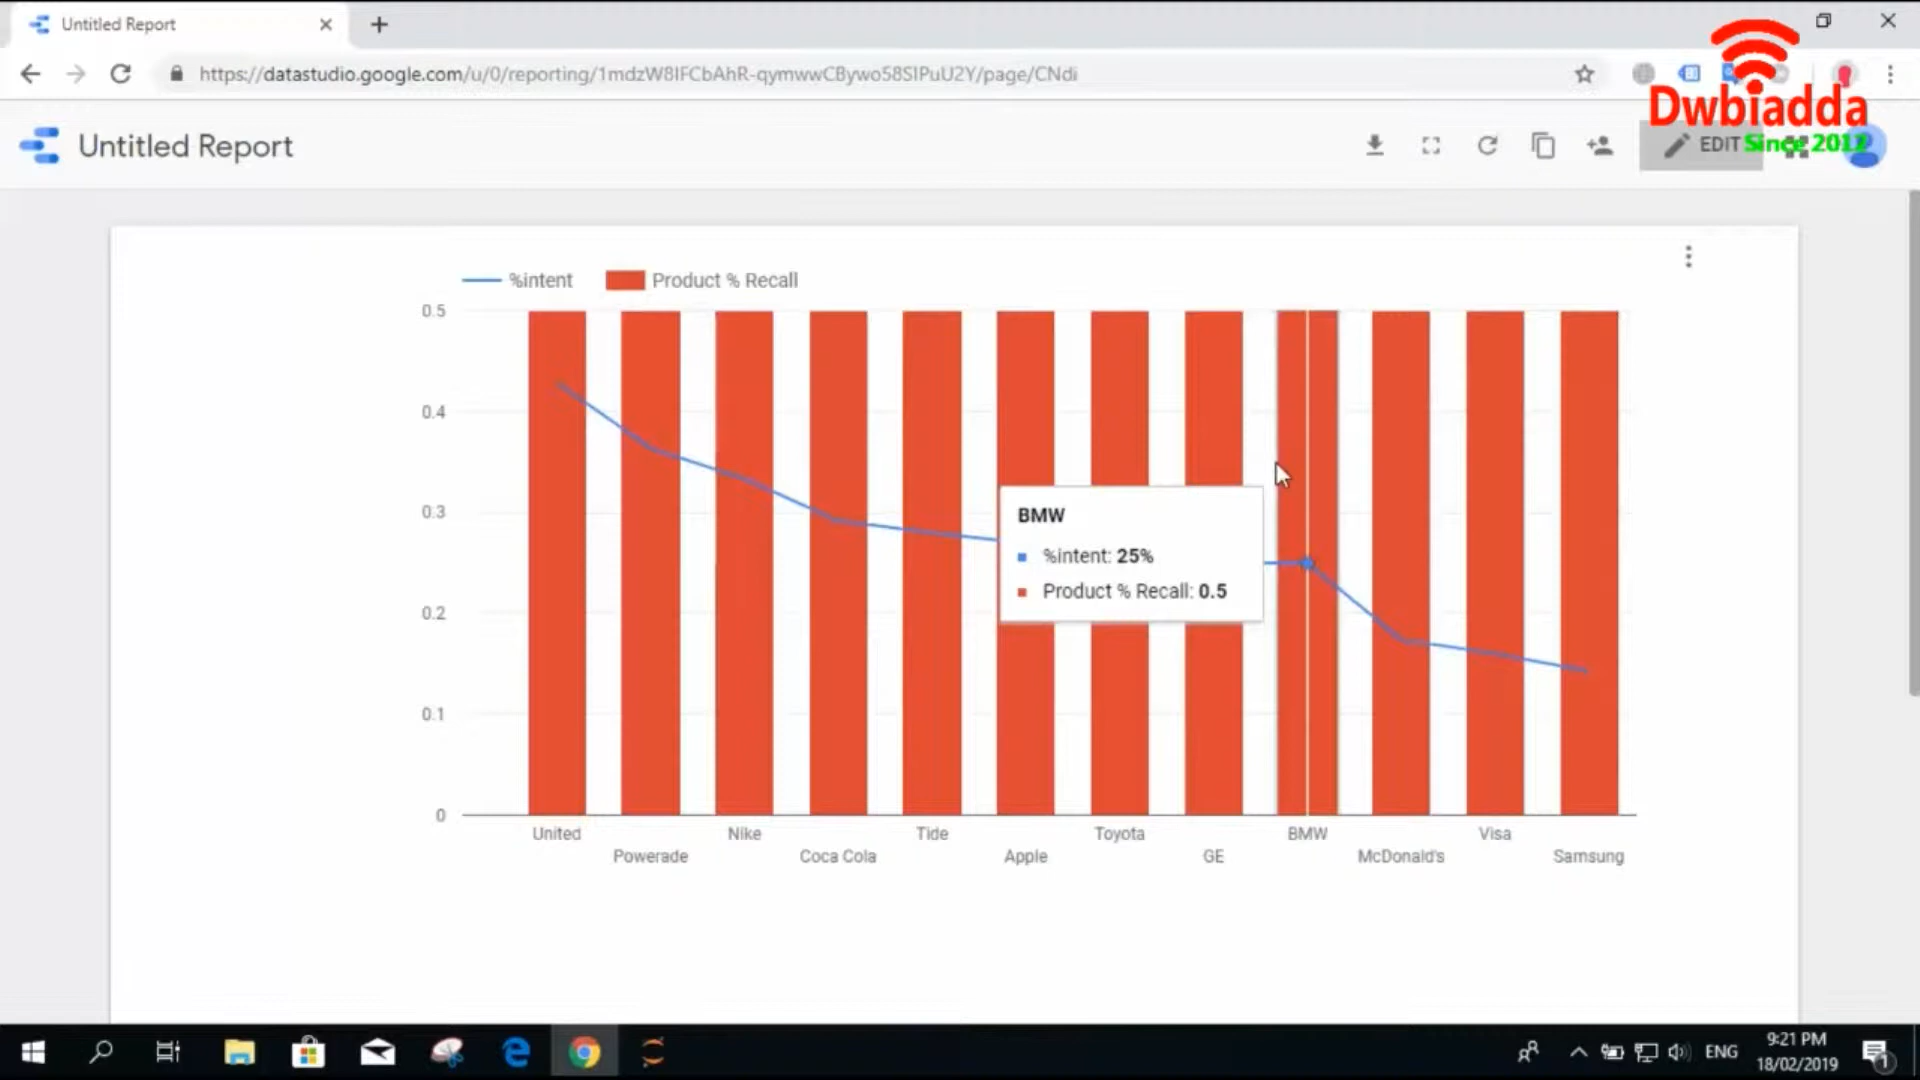 Untitled Report
https://datastudio.google.com/u/0/reporting/1mdzW8IFCbAhR-qymwwCBywo58SlPuU2Y/page/CNdi
Dwbiadda
Since 2012
Untitled Report
EDIT
%intent
Product % Recall
0.5
0.4
0.3
0.2
0.1
0
BMW
%intent: 25%
Product % Recall: 0.5
United
Powerade
Nike
Coca Cola
Tide
Apple
Toyota
GE
BMW
McDonald's
Visa
Samsung
ENG
9:21 PM
18/02/2019
1